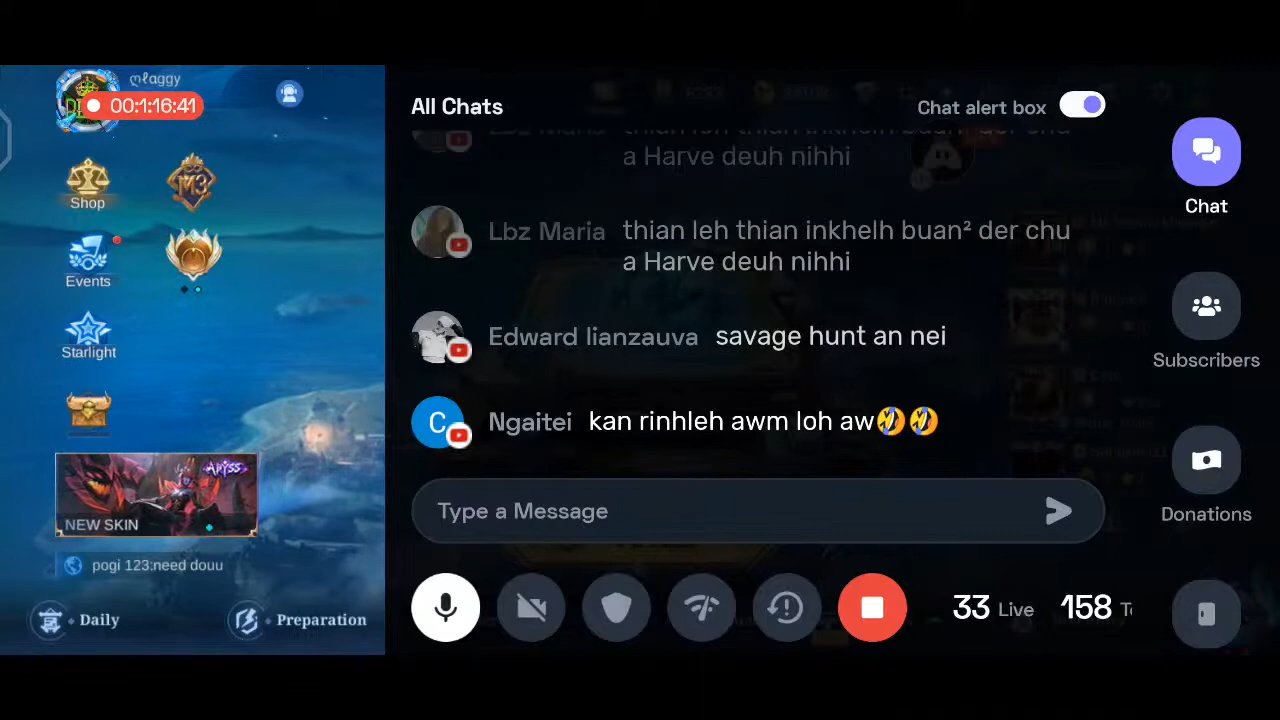 ღℓaggy
00:1:16:41
Shop
M3
Events
Starlight
ABYSS
NEW SKIN
pogi 123:need douu
Daily
Preparation
All Chats
Chat alert box
a Harve deuh nihhi
Lbz Maria thian leh thian inkhelh buan² der chu
a Harve deuh nihhi
Edward lianzauva savage hunt an nei
C Ngaitei kan rinhleh awm loh aw🤣🤣
Type a Message
33 Live 158
Chat
Subscribers
Donations